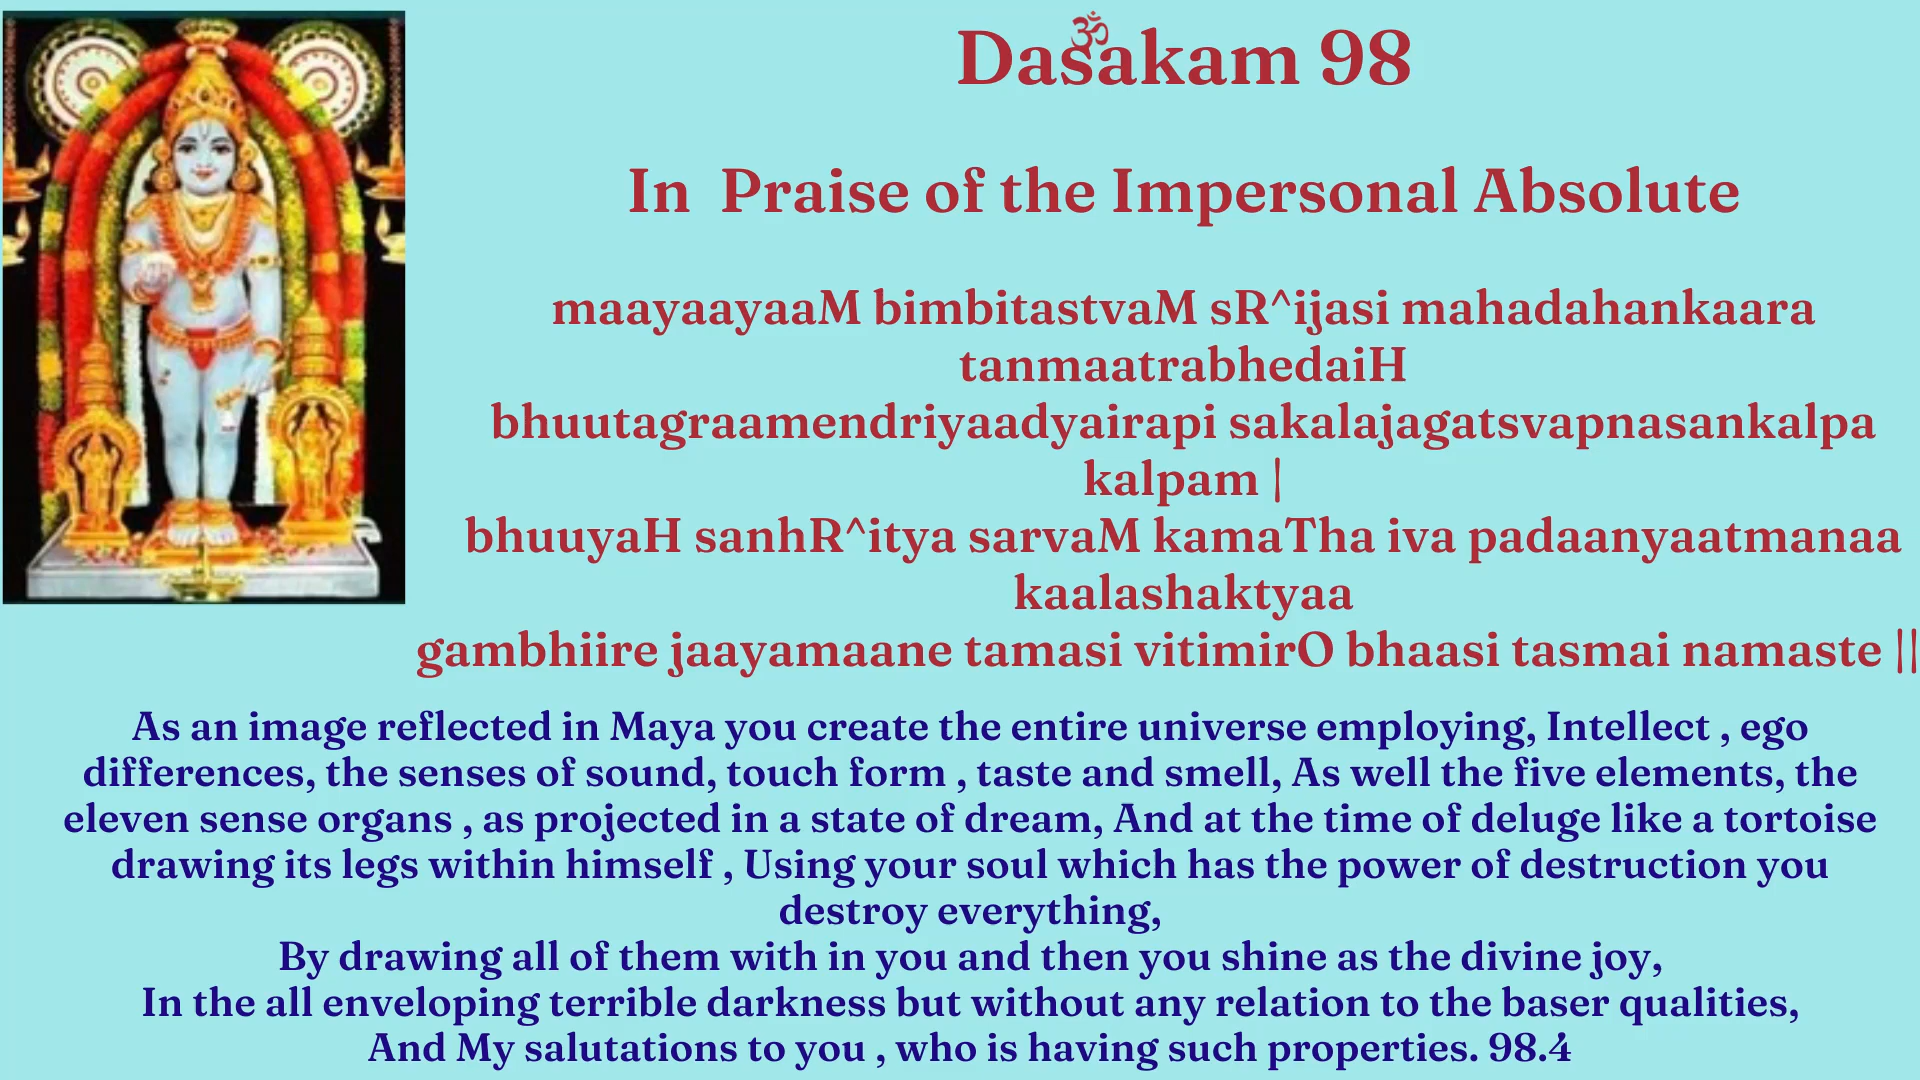 ॐ
Dasakam 98
In Praise of the Impersonal Absolute
maayaayaaM bimbitastvaM sR^ijasi mahadahankaara
tanmaatrabhedaiH
bhuutagraamendriyaadyairapi sakalajagatsvapnasankalpa
kalpam |
bhuuyaH sanhR^itya sarvaM kamaTha iva padaanyaatmanaa
kaalashaktyaa
gambhiire jaayamaane tamasi vitimirO bhaasi tasmai namaste ||
As an image reflected in Maya you create the entire universe employing, Intellect , ego
differences, the senses of sound, touch form , taste and smell, As well the five elements, the
eleven sense organs , as projected in a state of dream, And at the time of deluge like a tortoise
drawing its legs within himself , Using your soul which has the power of destruction you
destroy everything,
By drawing all of them with in you and then you shine as the divine joy,
In the all enveloping terrible darkness but without any relation to the baser qualities,
And My salutations to you , who is having such properties. 98.4